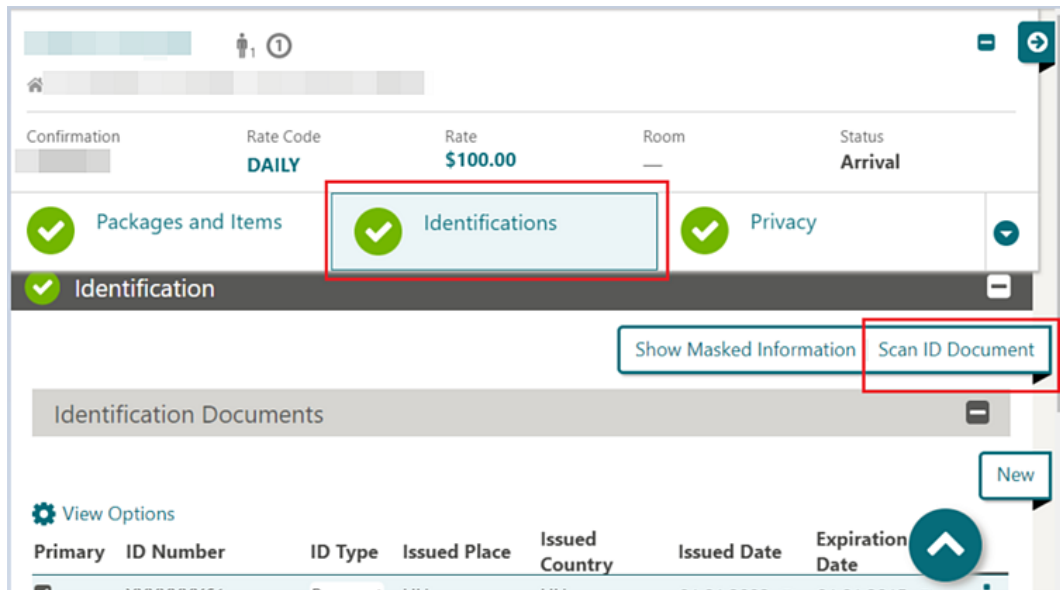 1 1
Confirmation Rate Code Rate Room Status
DAILY $100.00 — Arrival
Packages and Items Identifications Privacy
Identification
Show Masked Information Scan ID Document
Identification Documents
New
View Options
Primary ID Number ID Type Issued Place Issued Country Issued Date Expiration Date